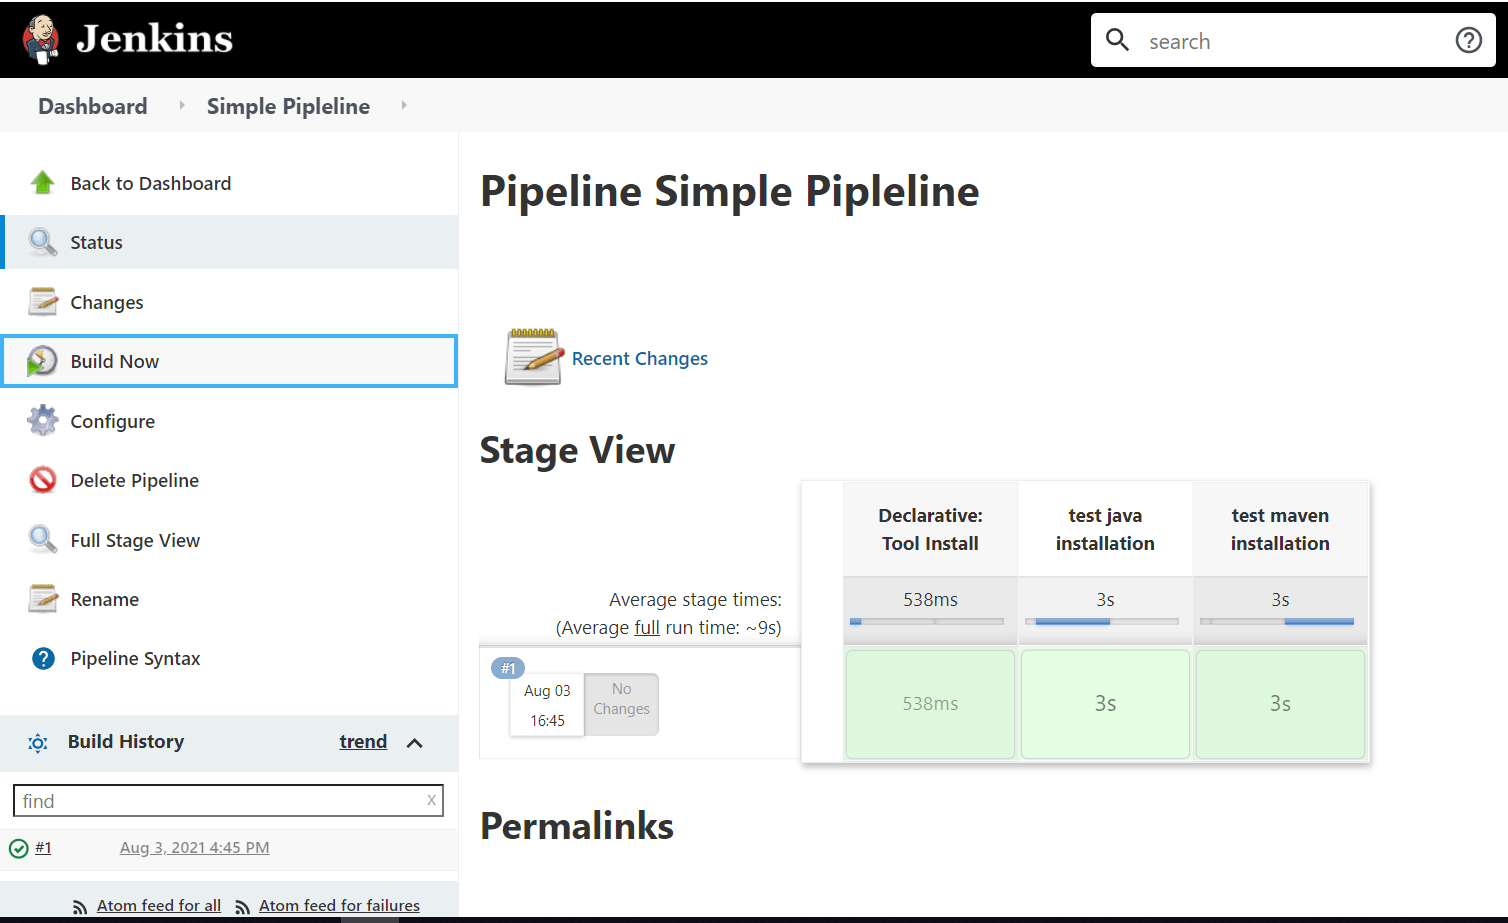 Jenkins
search
Dashboard
Simple Pipleline
Back to Dashboard
Status
Changes
Build Now
Configure
Delete Pipeline
Full Stage View
Rename
Pipeline Syntax
Build History
trend
find
X
#1
Aug 3, 2021 4:45 PM
Atom feed for all
Atom feed for failures
Pipeline Simple Pipleline
Recent Changes
Stage View
Declarative:
Tool Install
test java
installation
test maven
installation
Average stage times:
(Average full run time: ~9s)
538ms
3s
3s
#1
Aug 03
16:45
No
Changes
538ms
3s
3s
Permalinks